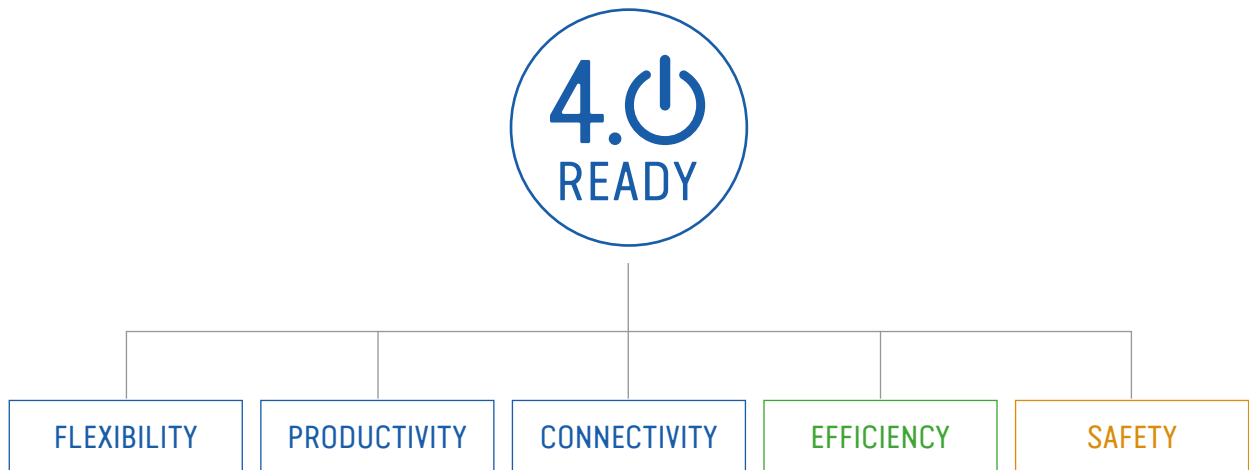 4.0
READY
FLEXIBILITY
PRODUCTIVITY
CONNECTIVITY
EFFICIENCY
SAFETY